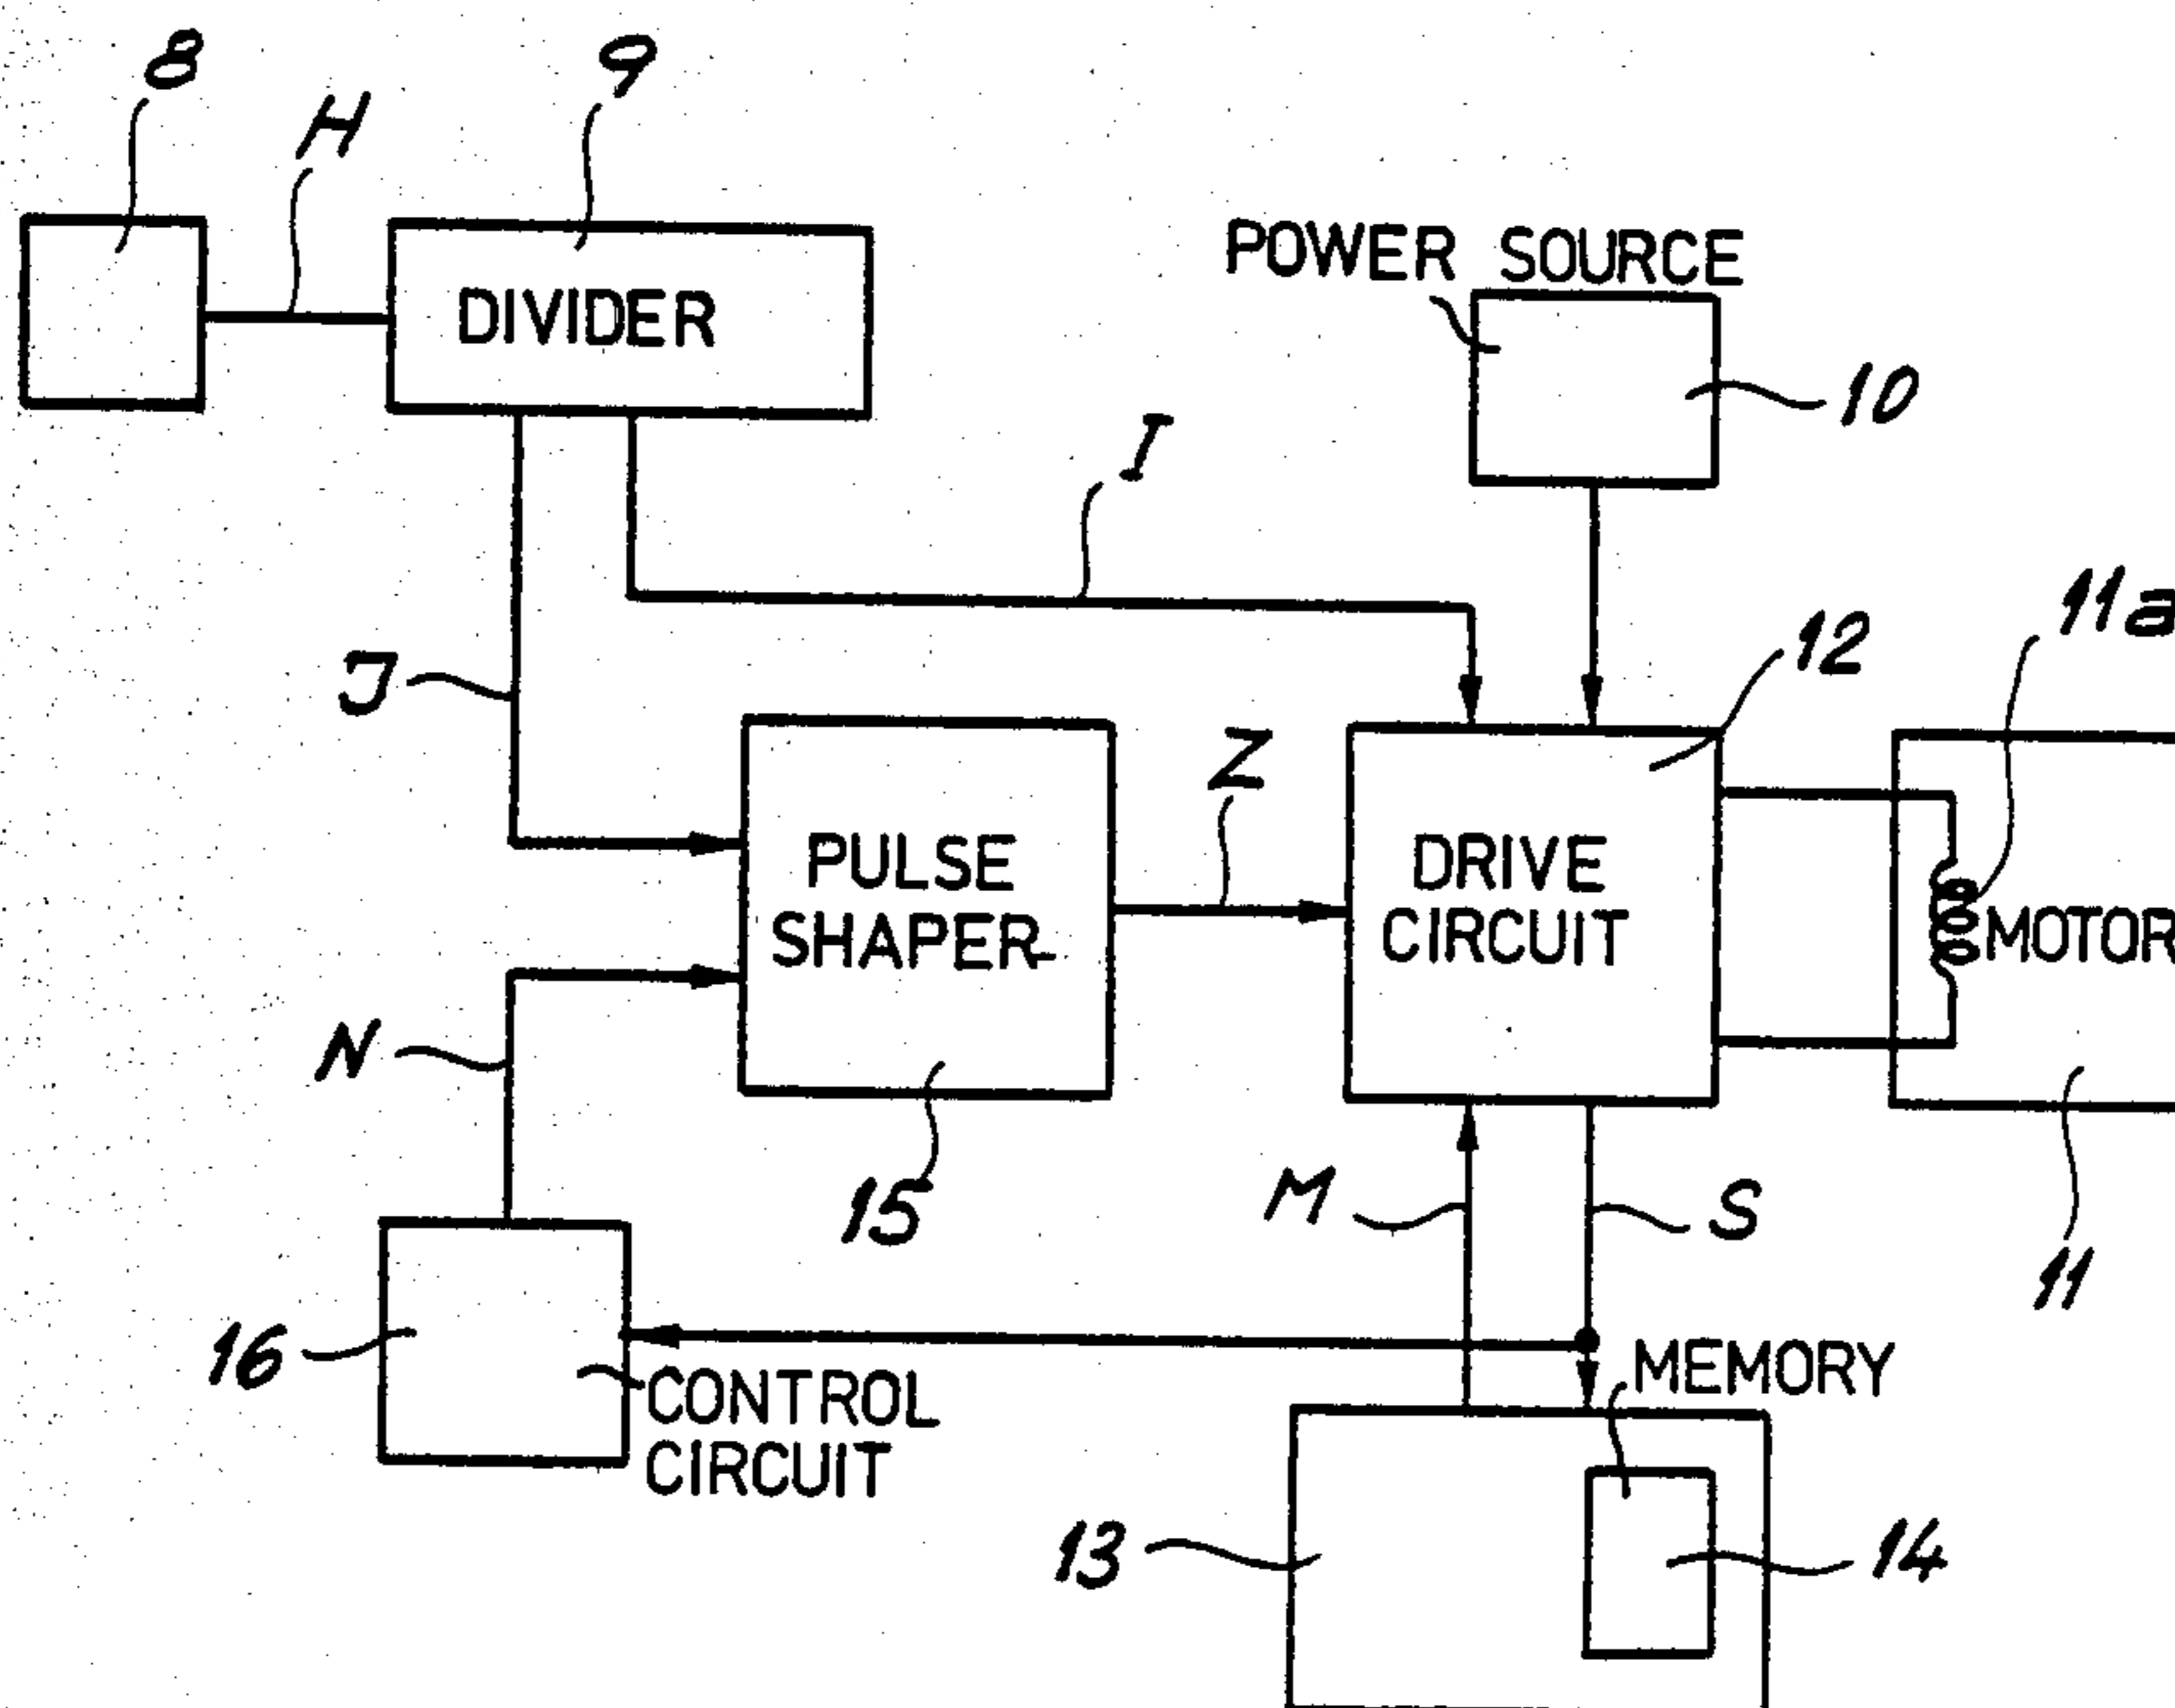 8
H
9
DIVIDER
POWER SOURCE
10
I
11a
12
J
Z
PULSE
SHAPER
DRIVE
CIRCUIT
MOTOR
N
15
M
S
11
16
CONTROL
CIRCUIT
MEMORY
13
14